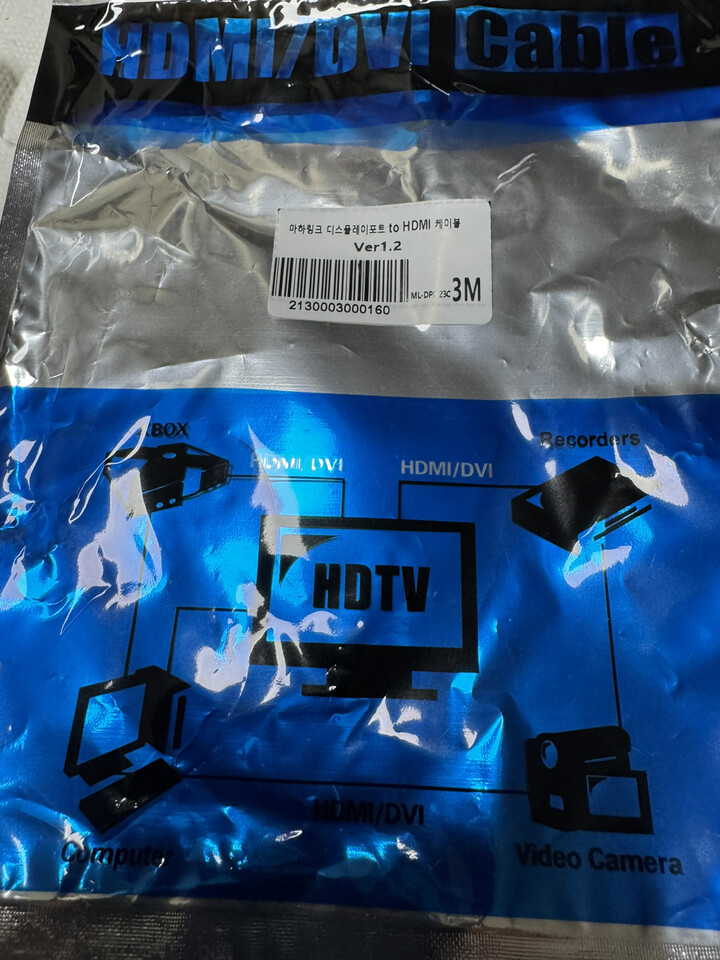 HDMI/DVI Cable
마하링크 디스플레이포트 to HDMI 케이블
Ver1.2
3M
2130003000160
XBOX
Recorders
HDMI/DVI
HDMI/DVI
HDTV
HDMI/DVI
Computer
Video Camera